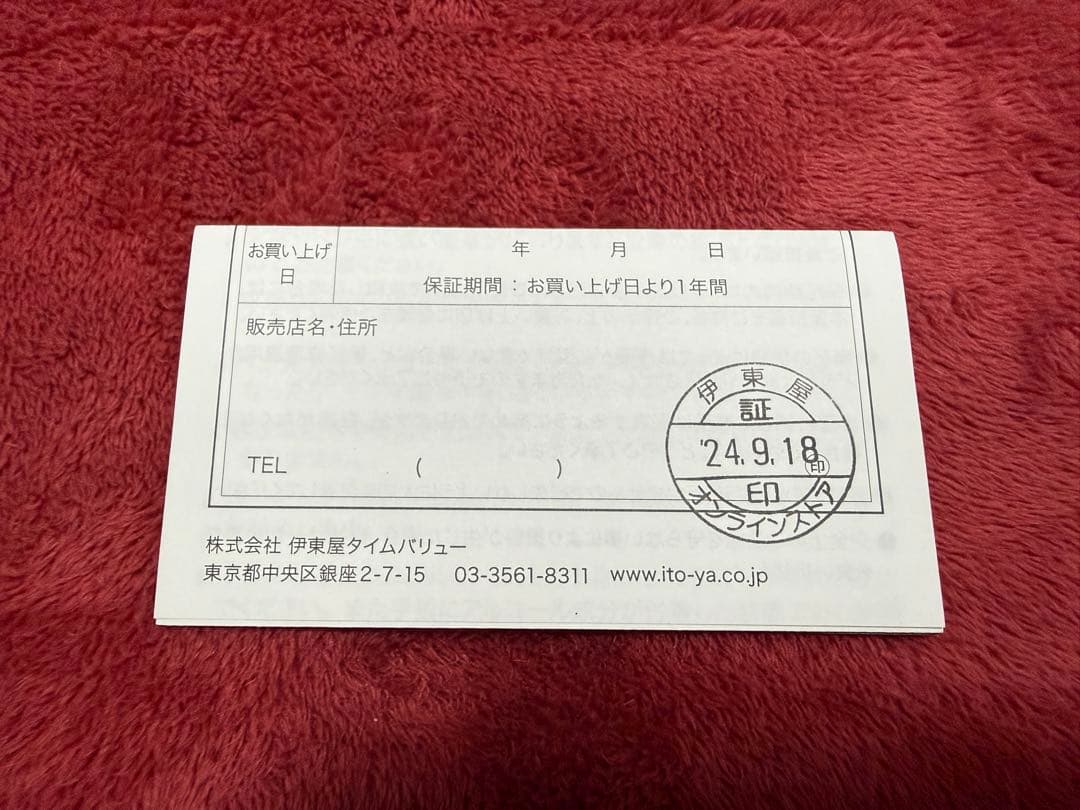 お買い上げ日
年 月 日
保証期間：お買い上げ日より1年間
販売店名・住所
TEL ( )
伊東屋
証
'24.9.18
印
印
オンラインストア
株式会社 伊東屋タイムバリュー
東京都中央区銀座2-7-15 03-3561-8311 www.ito-ya.co.jp